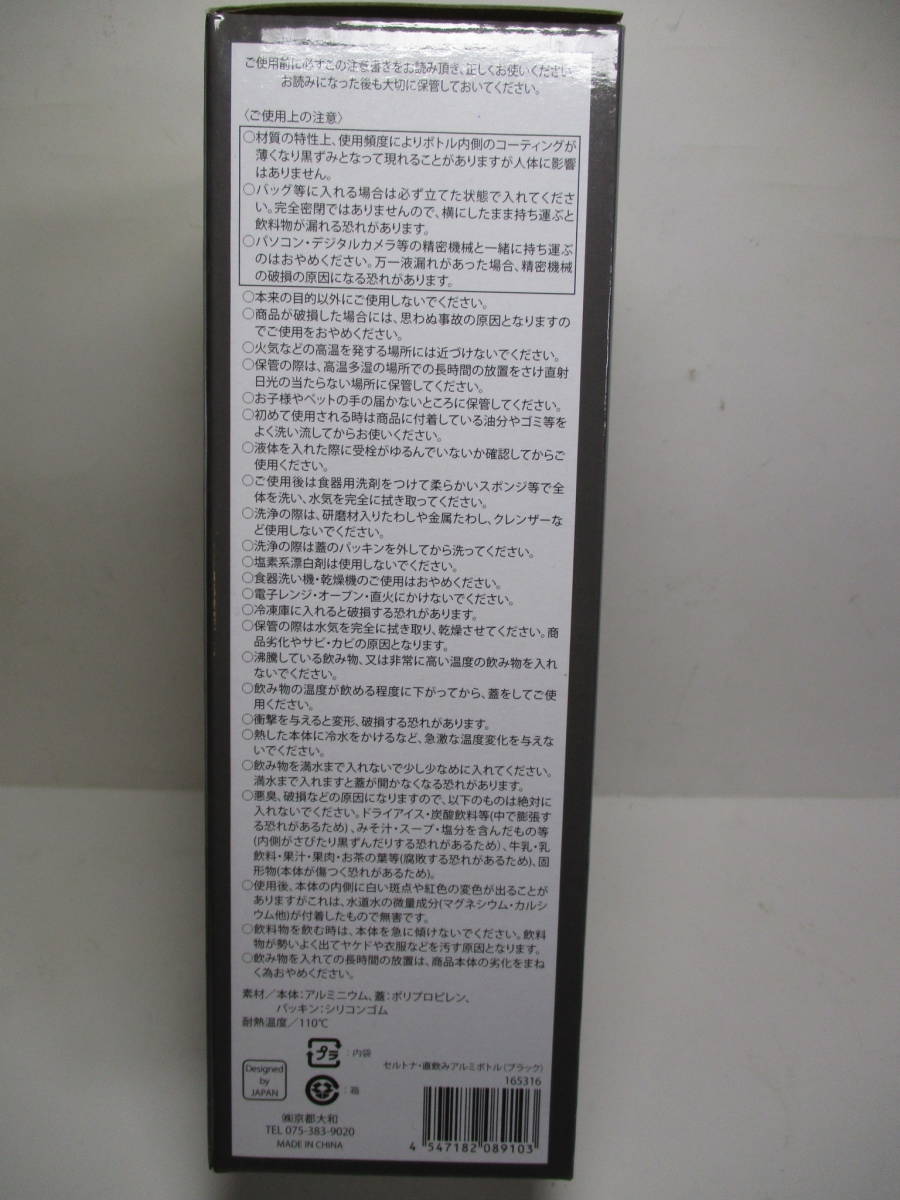 ご使用前に必ずこの注意書きをお読み頂き、正しくお使いください。
お読みになった後も大切に保管しておいてください。
〈ご使用上の注意〉
○材質の特性上、使用頻度によりボトル内側のコーティングが
薄くなり黒ずみとなって現れることがありますが人体に影響
はありません。
○バッグ等に入れる場合は必ず立てた状態で入れてくださ
い。完全密閉ではありませんので、横にしたまま持ち運ぶと
飲料物が漏れる恐れがあります。
○パソコン・デジタルカメラ等の精密機械と一緒に持ち運ぶ
のはおやめください。万一液漏れがあった場合、精密機械
の破損の原因になる恐れがあります。
○本来の目的以外にご使用しないでください。
○商品が破損した場合には、思わぬ事故の原因となりますの
でご使用をおやめください。
○火気などの高温を発する場所には近づけないでください。
○保管の際は、高温多湿の場所での長時間の放置をさけ直射
日光の当たらない場所に保管してください。
○お子様やペットの手の届かないところに保管してください。
○初めて使用される時は商品に付着している油分やゴミ等を
よく洗い流してからお使いください。
○液体を入れた際に受栓がゆるんでいないか確認してからご
使用ください。
○ご使用後は食器用洗剤をつけて柔らかいスポンジ等で全
体を洗い、水気を完全に拭き取ってください。
○洗浄の際は、研磨材入りたわしや金属たわし、クレンザーな
ど使用しないでください。
○洗浄の際は蓋のパッキンを外してから洗ってください。
○塩素系漂白剤は使用しないでください。
○食器洗い機・乾燥機のご使用はおやめください。
○電子レンジ・オーブン・直火にかけないでください。
○冷凍庫に入れると破損する恐れがあります。
○保管の際は水気を完全に拭き取り、乾燥させてください。商
品劣化やサビ・カビの原因となります。
○沸騰している飲み物、又は非常に高い温度の飲み物を入れ
ないでください。
○飲み物の温度が飲める程度に下がってから、蓋をしてご使
用ください。
○衝撃を与えると変形、破損する恐れがあります。
○熱した本体に冷水をかけるなど、急激な温度変化を与えな
いでください。
○飲み物を満水まで入れないで少し少なめに入れてください。
満水まで入れますと蓋が開かなくなる恐れがあります。
○悪臭、破損などの原因になりますので、以下のものは絶対に
入れないでください。ドライアイス・炭酸飲料等(中で膨張す
る恐れがあるため)、みそ汁・スープ・塩分を含んだもの等
(内側がさびたり黒ずんだりする恐れがあるため)、牛乳・乳
飲料・果汁・果肉・お茶の葉等(腐敗する恐れがあるため)、固
形物(本体が傷つく恐れがあるため)。
○使用後、本体の内側に白い斑点や紅色の変色が出ることが
ありますがこれは、水道水の微量成分(マグネシウム・カルシ
ウム他)が付着したもので無害です。
○飲料物を飲む時は、本体を急に傾けないでください。飲料
物が勢いよく出てヤケドや衣服などを汚す原因となります。
○飲み物を入れての長時間の放置は、商品本体の劣化をまね
く為おやめください。
素材/本体:アルミニウム、蓋:ポリプロピレン、
パッキン:シリコンゴム
耐熱温度/110℃
プラ :内袋
:箱
Designed
by
JAPAN
㈱京都大和
TEL 075-383-9020
MADE IN CHINA
セルトナ・直飲みアルミボトル(ブラック)
165316
4 547182 089103